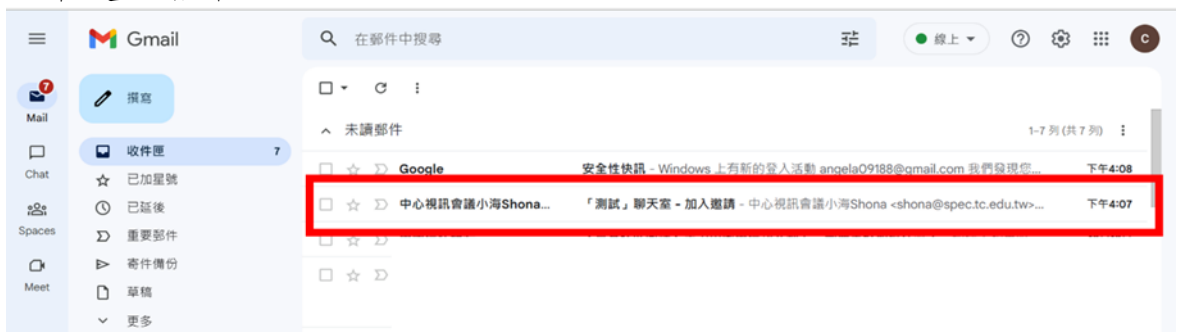 Gmail
在郵件中搜尋
線上
C
7
Mail
撰寫
未讀郵件
1-7 列 (共 7 列)
收件匣 7
Chat
Google 安全性快訊 - Windows 上有新的登入活動 angela09188@gmail.com 我們發現您... 下午4:08
已加星號
中心視訊會議小海Shona... 「測試」聊天室 - 加入邀請 - 中心視訊會議小海Shona <shona@spec.tc.edu.tw>... 下午4:07
已延後
Spaces
重要郵件
寄件備份
Meet
草稿
更多